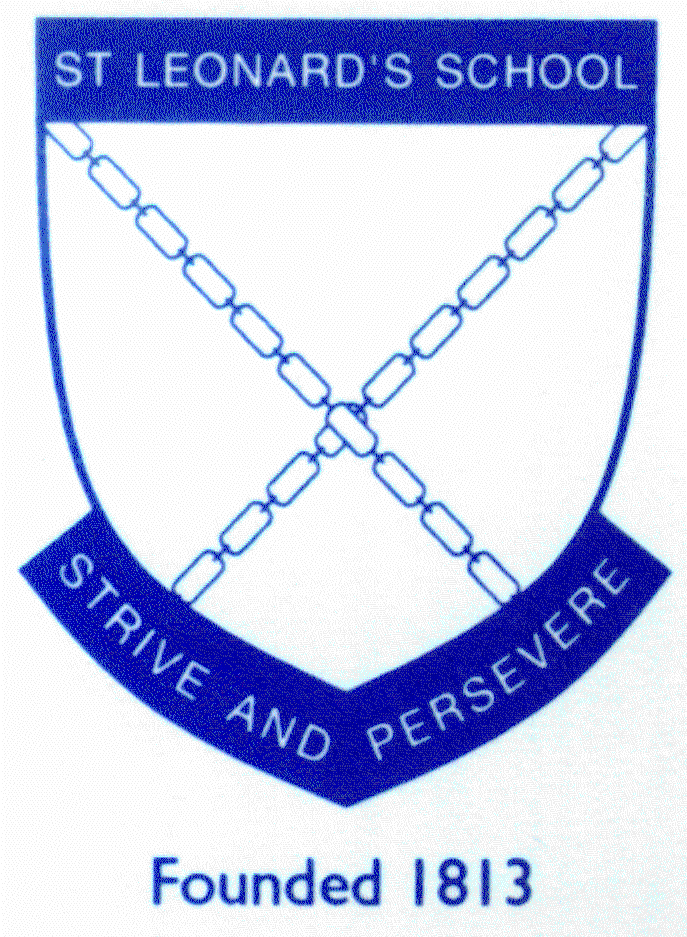 ST LEONARD'S SCHOOL
STRIVE AND PERSEVERE
Founded 1813